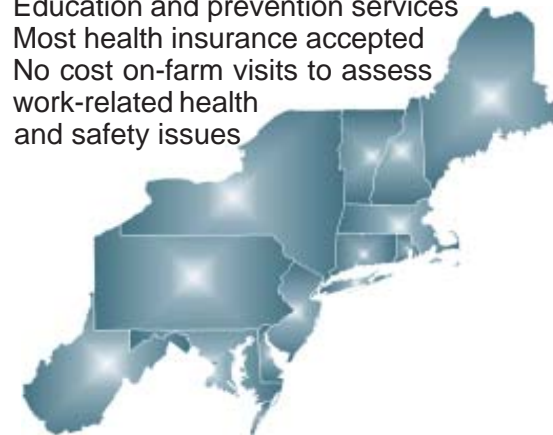 Education and prevention services
Most health insurance accepted
No cost on-farm visits to assess
work-related health
and safety issues